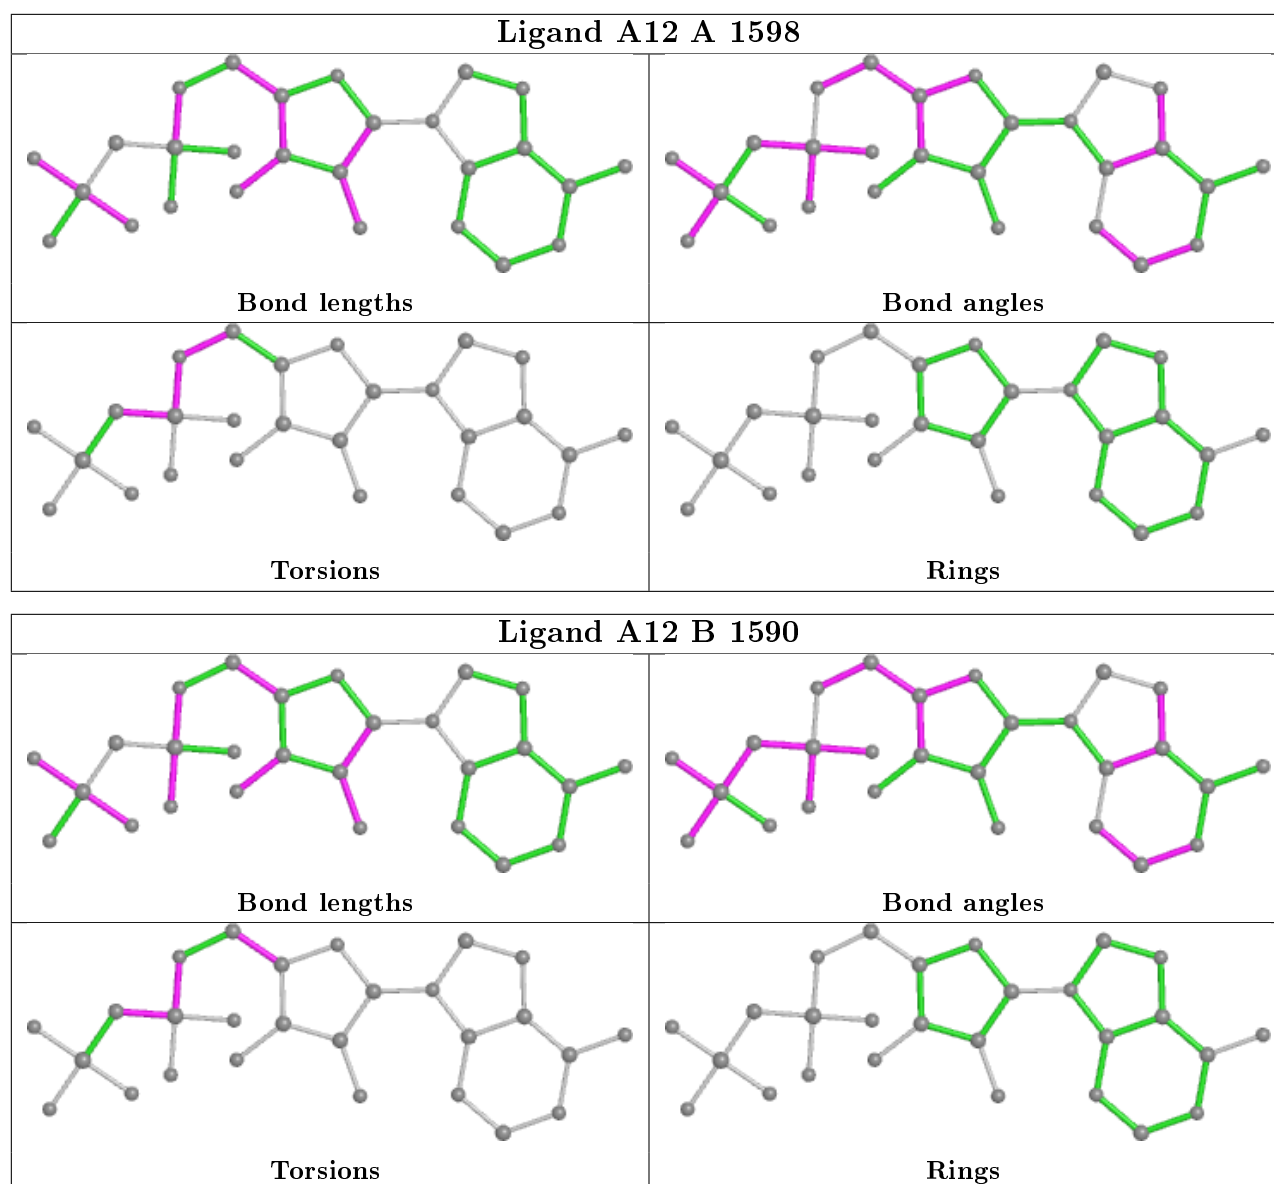 Ligand A12 A 1598
Bond lengths
Bond angles
Torsions
Rings
Ligand A12 B 1590
Bond lengths
Bond angles
Torsions
Rings